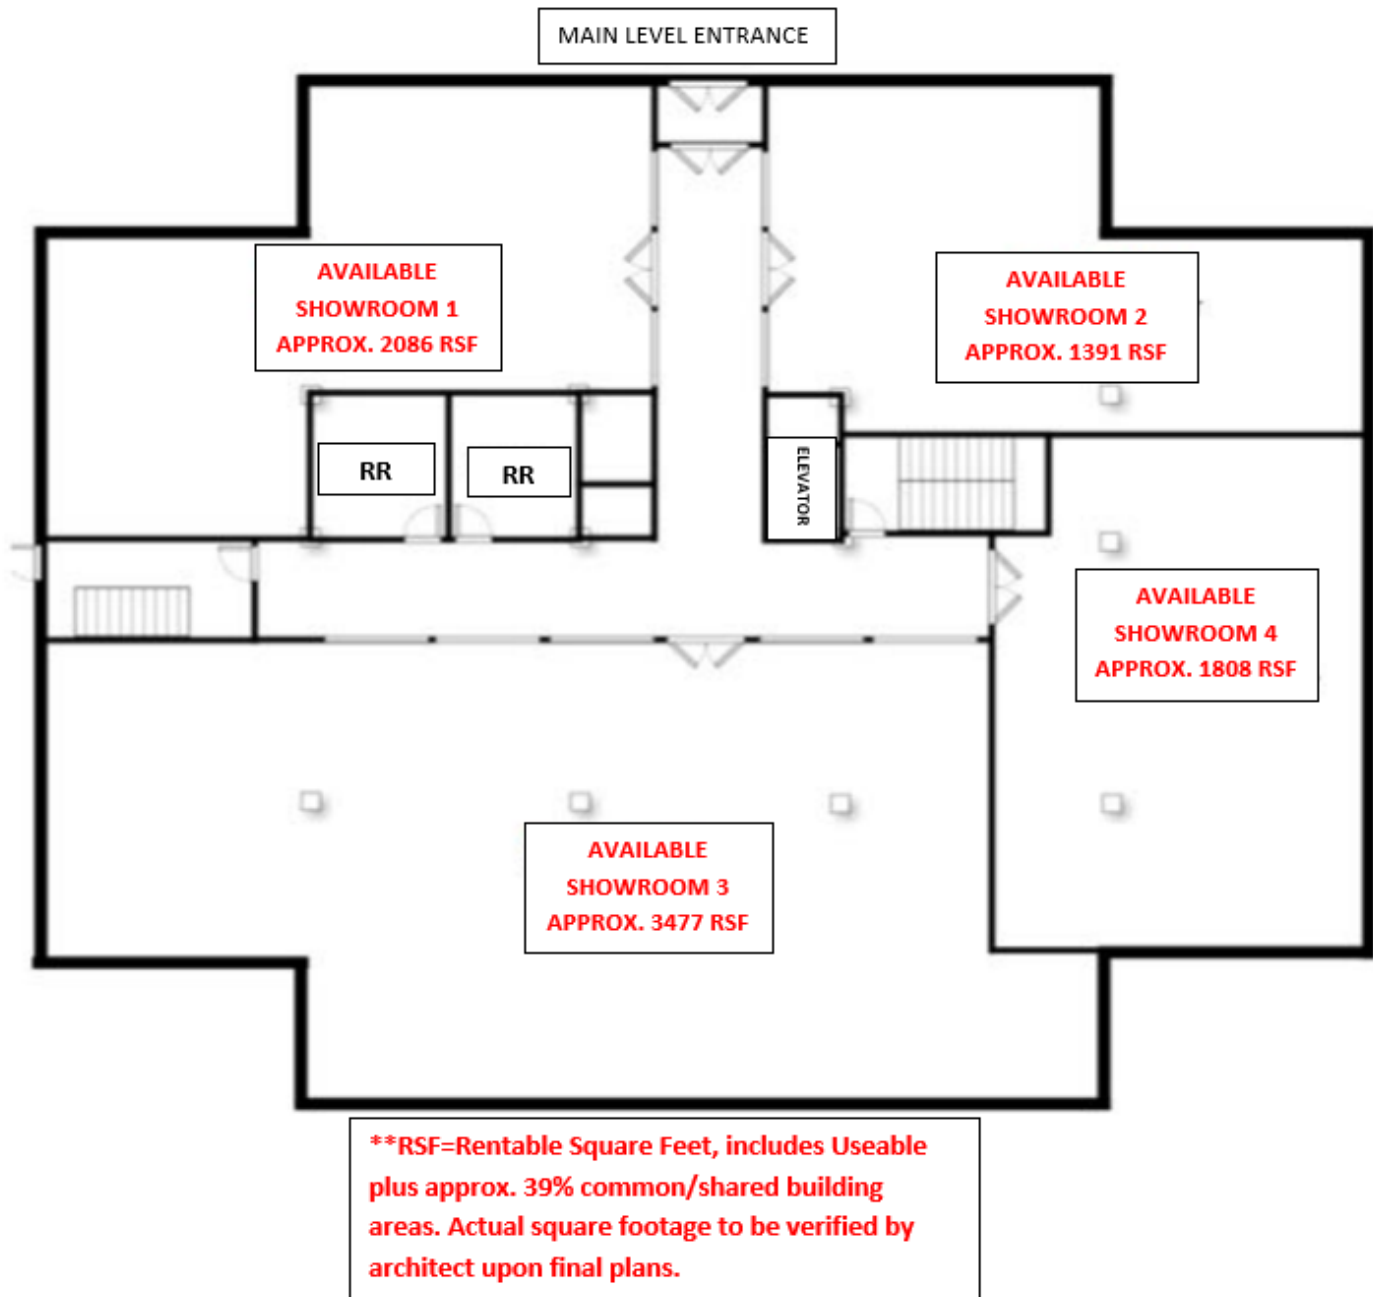 MAIN LEVEL ENTRANCE
AVAILABLE
SHOWROOM 1
APPROX. 2086 RSF
AVAILABLE
SHOWROOM 2
APPROX. 1391 RSF
RR
RR
ELEVATOR
AVAILABLE
SHOWROOM 4
APPROX. 1808 RSF
AVAILABLE
SHOWROOM 3
APPROX. 3477 RSF
**RSF=Rentable Square Feet, includes Useable
plus approx. 39% common/shared building
areas. Actual square footage to be verified by
architect upon final plans.